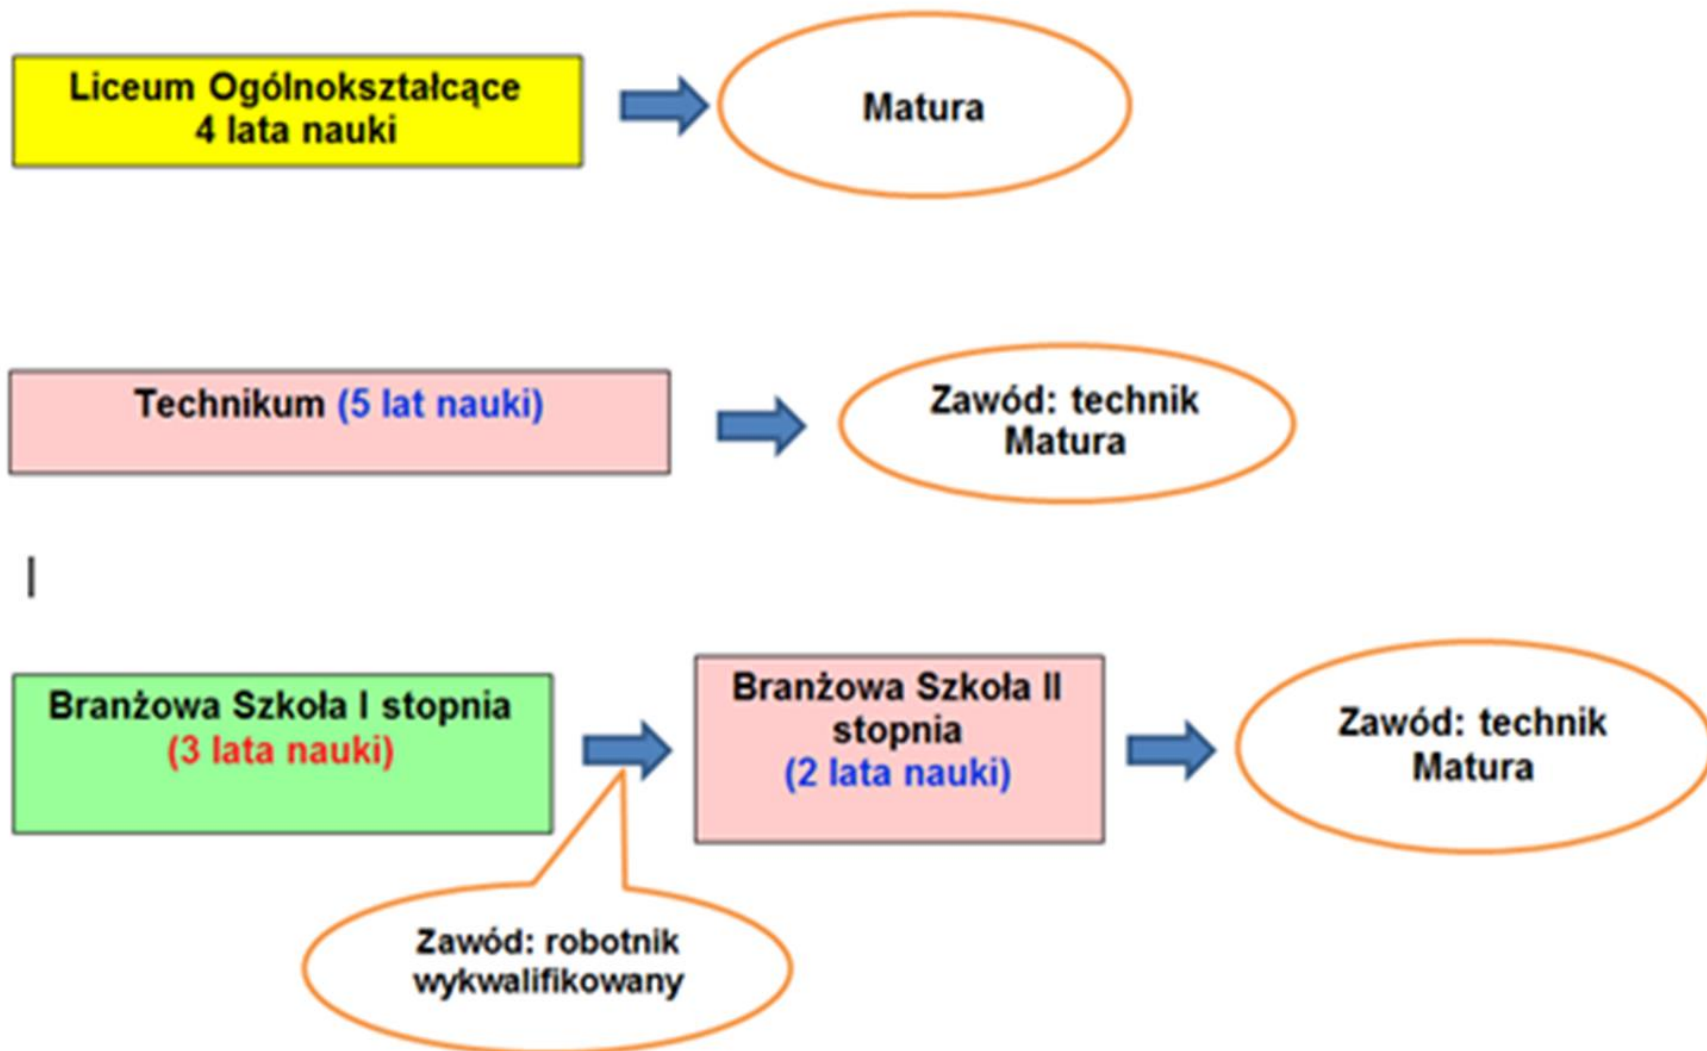 Liceum Ogólnokształcące
4 lata nauki
Matura
Technikum (5 lat nauki)
Zawód: technik
Matura
Branżowa Szkoła I stopnia
(3 lata nauki)
Branżowa Szkoła II
stopnia
(2 lata nauki)
Zawód: technik
Matura
Zawód: robotnik
wykwalifikowany